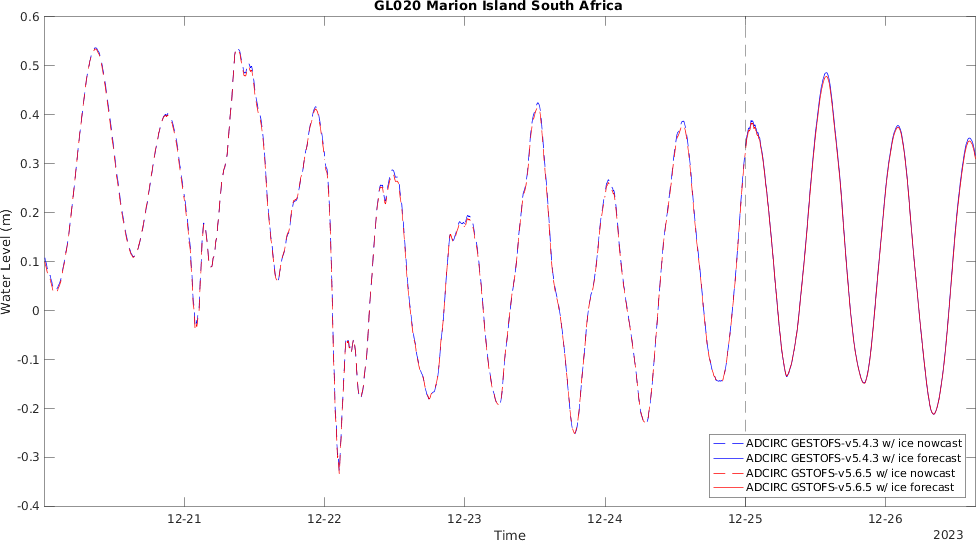 GL020 Marion Island South Africa
0.6
0.5
0.4
0.3
0.2
0.1
0
-0.1
-0.2
-0.3
-0.4
Water Level (m)
ADCIRC GESTOFS-v5.4.3 w/ ice nowcast
ADCIRC GESTOFS-v5.4.3 w/ ice forecast
ADCIRC GSTOFS-v5.6.5 w/ ice nowcast
ADCIRC GSTOFS-v5.6.5 w/ ice forecast
12-21 12-22 12-23 12-24 12-25 12-26
Time
2023